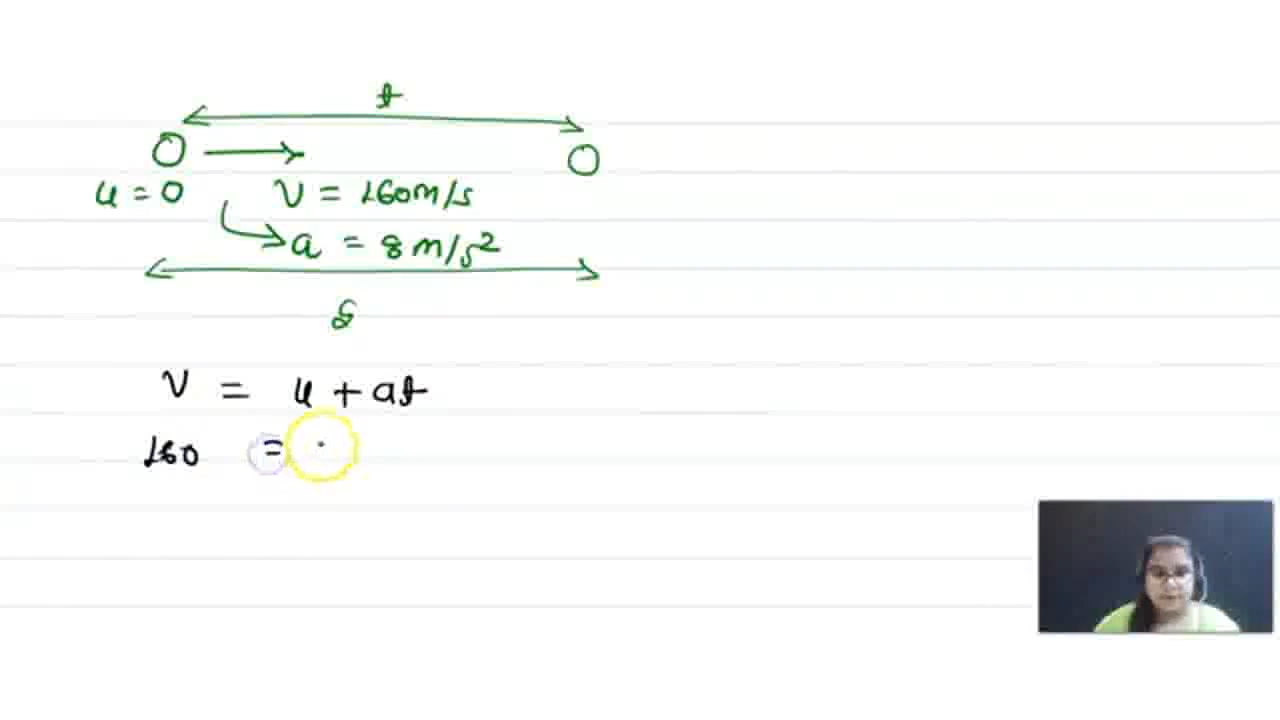 t
u = 0 v = 160m/s
a = 8 m/s²
s
v = u + at
160 =